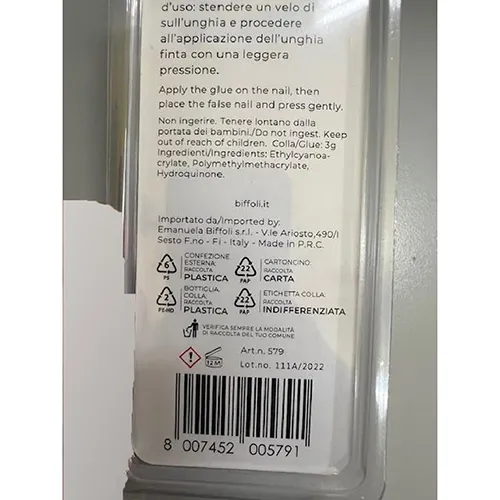 d'uso: stendere un velo di
sull'unghia e procedere
all'applicazione dell'unghia
finta con una leggera
pressione.
Apply the glue on the nail, then
place the false nail and press gently.
Non ingerire. Tenere lontano dalla
portata dei bambini./Do not ingest. Keep
out of reach of children. Colla/Glue: 3g
Ingredienti/Ingredients: Ethylcyanoa-
crylate, Polymethylmethacrylate,
Hydroquinone.
biffoli.it
Importato da/Imported by:
Emanuela Biffoli s.r.l. - V.le Ariosto,490/I
Sesto F.no - Fi - Italy - Made in P.R.C.
6
PS
CONFEZIONE
ESTERNA:
RACCOLTA
PLASTICA
22
PAP
CARTONCINO:
RACCOLTA
CARTA
2
PS-HD
BOTTIGLIA,
COLLA:
RACCOLTA
PLASTICA
22
PAP
ETICHETTA COLLA:
RACCOLTA
INDIFFERENZIATA
VERIFICA SEMPRE LA MODALITÀ
DI RACCOLTA DEL TUO COMUNE
12M
Art.n. 579
Lot.no. 111A/2022
8 007452 005791